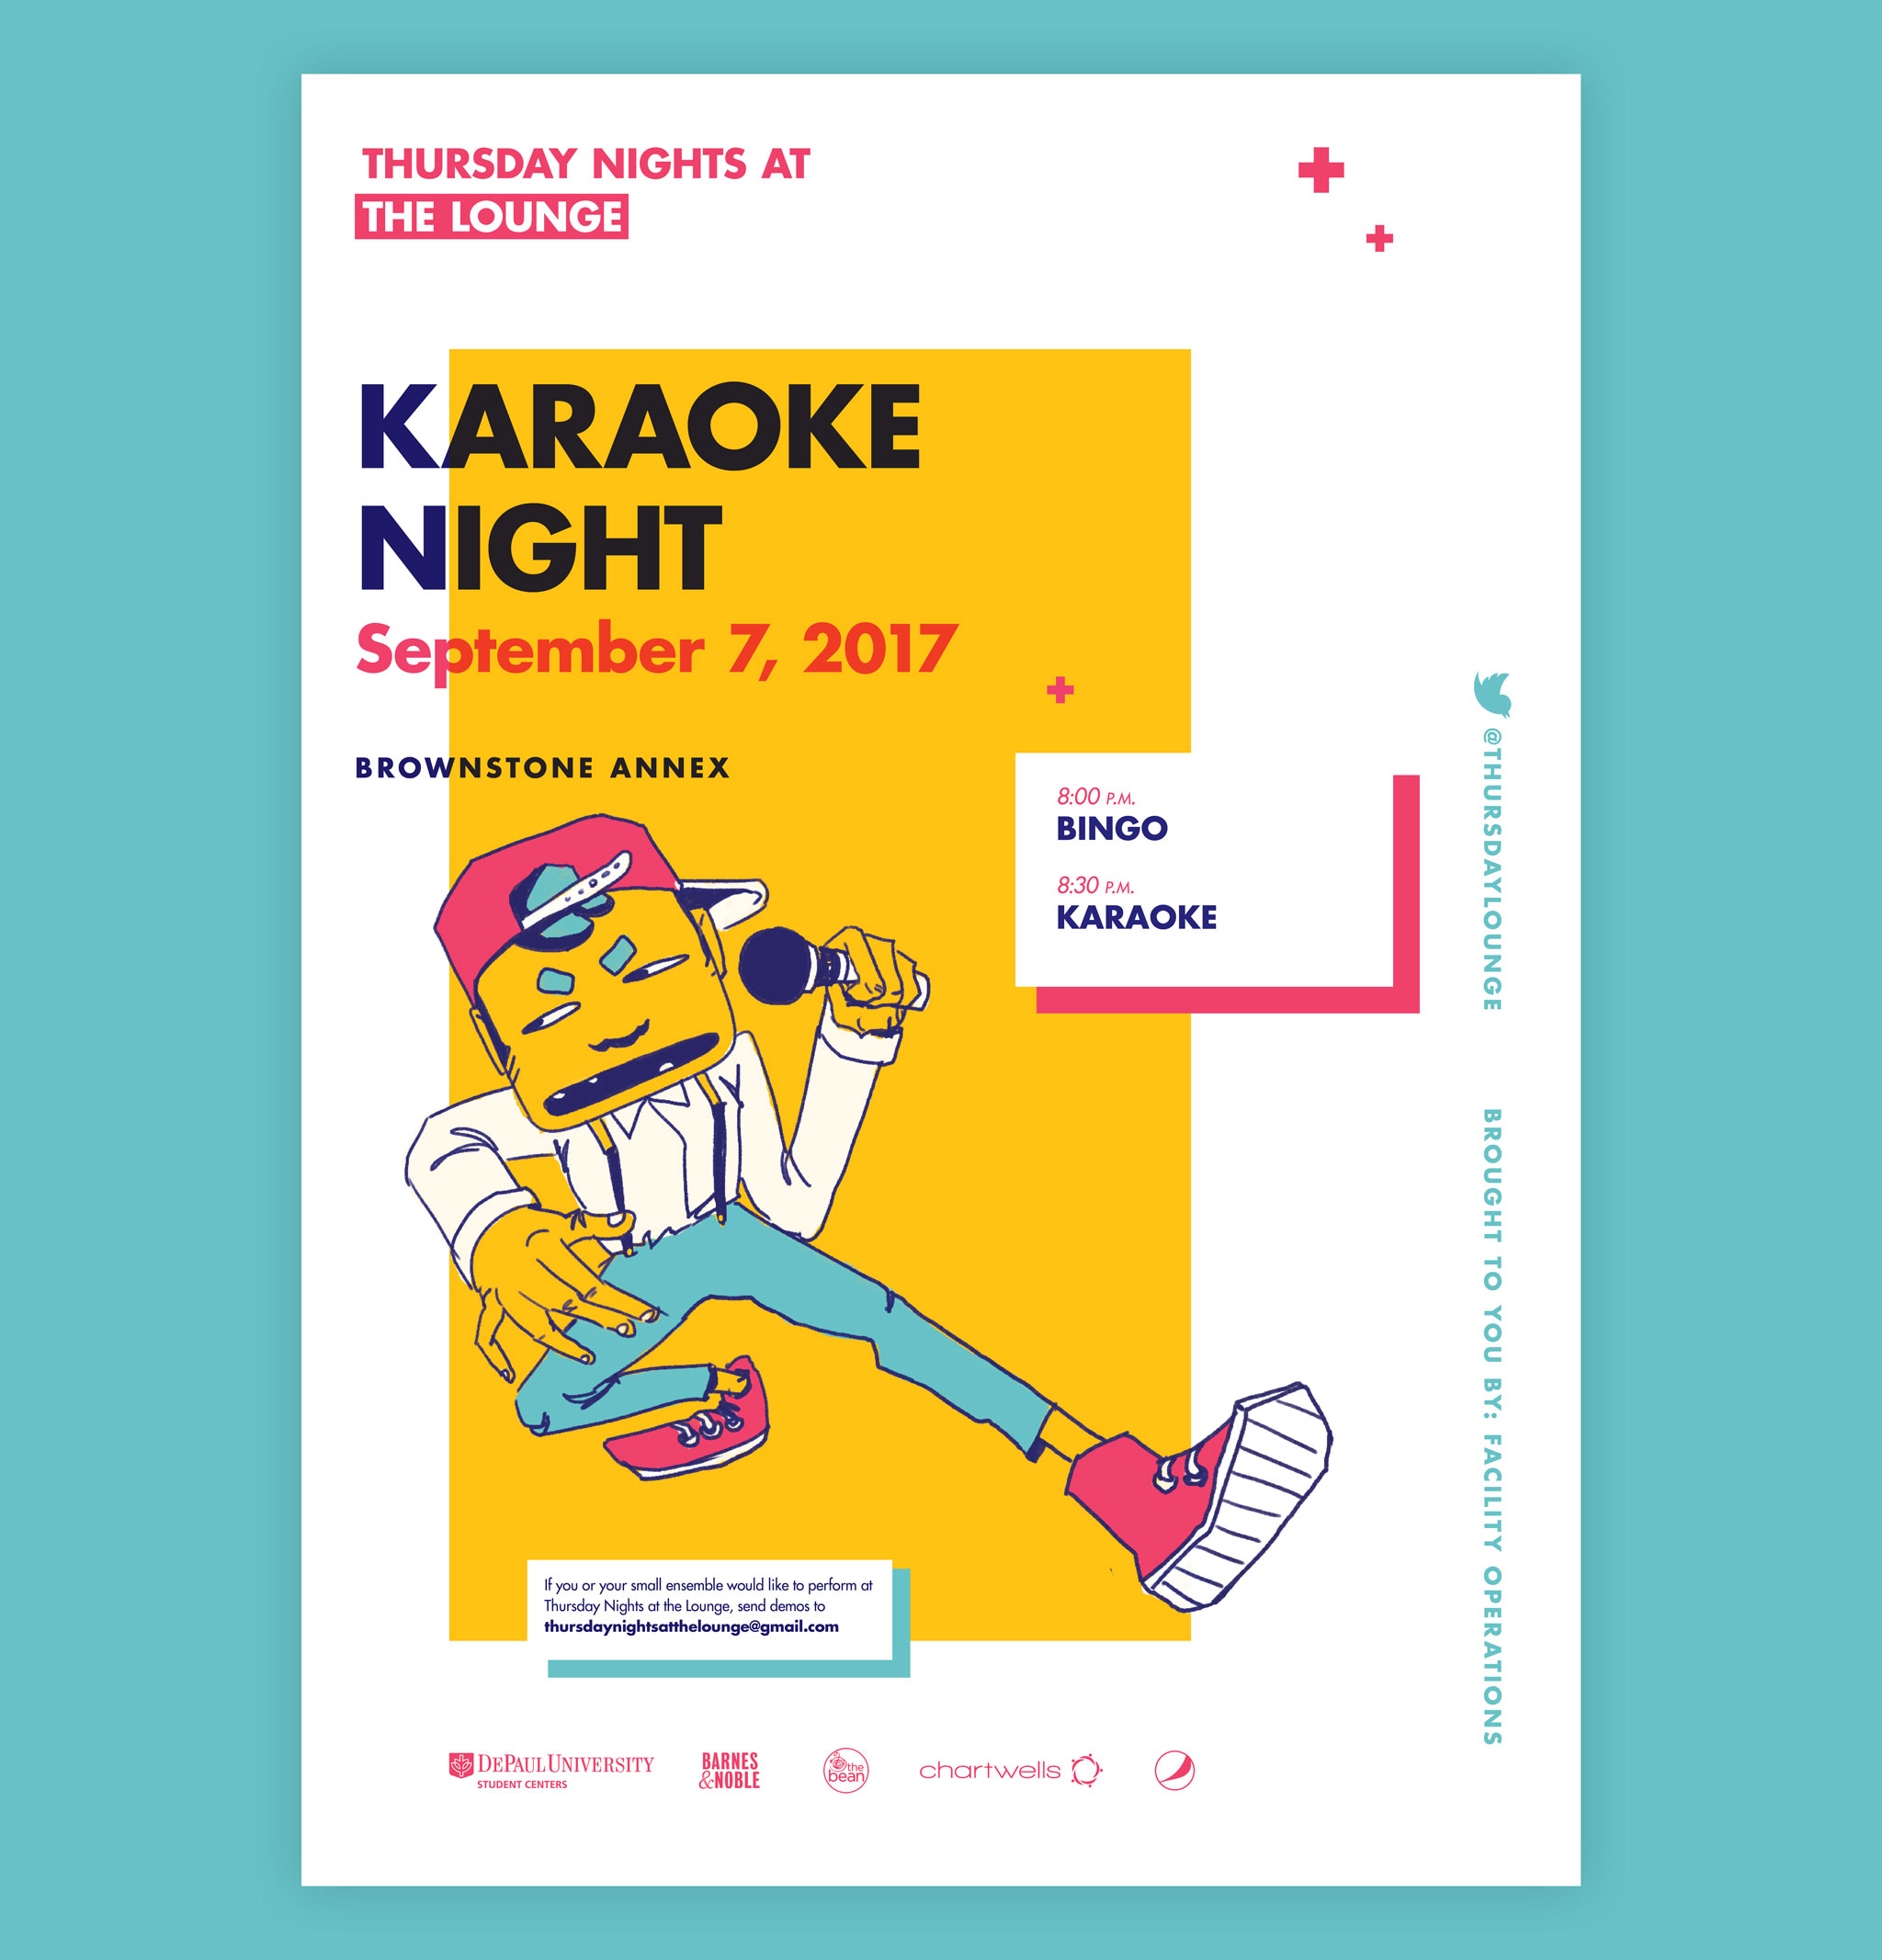 THURSDAY NIGHTS AT
THE LOUNGE
KARAOKE
NIGHT
September 7, 2017
BROWNSTONE ANNEX
8:00 P.M.
BINGO
8:30 P.M.
KARAOKE
@THURSDAYLOUNGE
BROUGHT TO YOU BY: FACILITY OPERATIONS
If you or your small ensemble would like to perform at
Thursday Nights at the Lounge, send demos to
thursdaynightsatthelounge@gmail.com
DEPAUL UNIVERSITY
STUDENT CENTERS
BARNES
&NOBLE
the
bean
chartwells